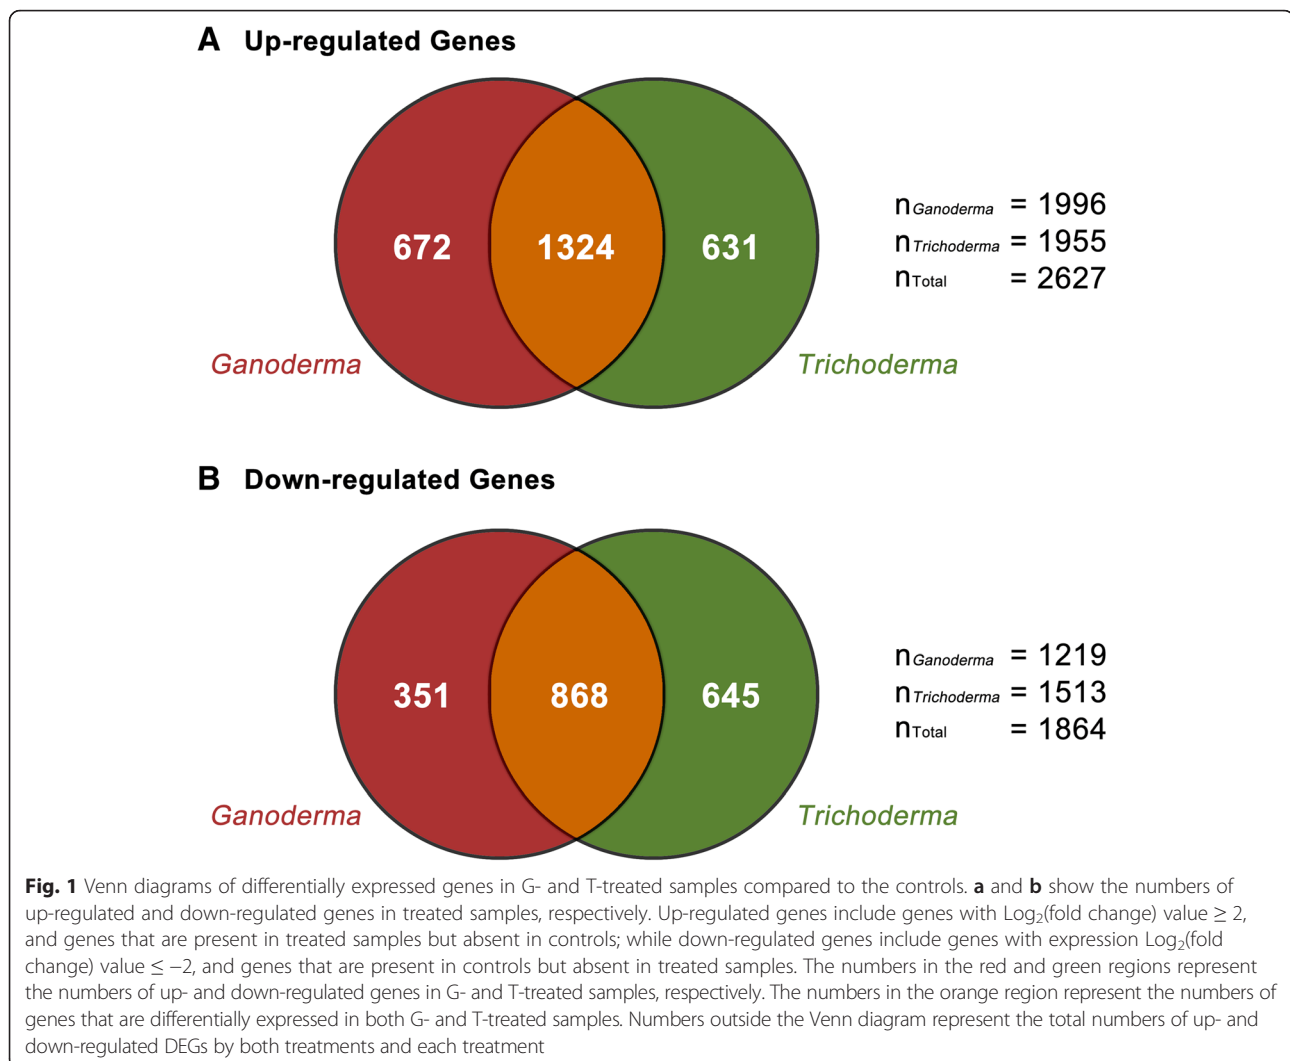 A Up-regulated Genes
672 1324 631
nGanoderma = 1996
nTrichoderma = 1955
nTotal = 2627
Ganoderma Trichoderma
B Down-regulated Genes
351 868 645
nGanoderma = 1219
nTrichoderma = 1513
nTotal = 1864
Ganoderma Trichoderma
Fig. 1 Venn diagrams of differentially expressed genes in G- and T-treated samples compared to the controls. a and b show the numbers of
up-regulated and down-regulated genes in treated samples, respectively. Up-regulated genes include genes with Log₂(fold change) value ≥ 2,
and genes that are present in treated samples but absent in controls; while down-regulated genes include genes with expression Log₂(fold
change) value ≤ −2, and genes that are present in controls but absent in treated samples. The numbers in the red and green regions represent
the numbers of up- and down-regulated genes in G- and T-treated samples, respectively. The numbers in the orange region represent the numbers of
genes that are differentially expressed in both G- and T-treated samples. Numbers outside the Venn diagram represent the total numbers of up- and
down-regulated DEGs by both treatments and each treatment